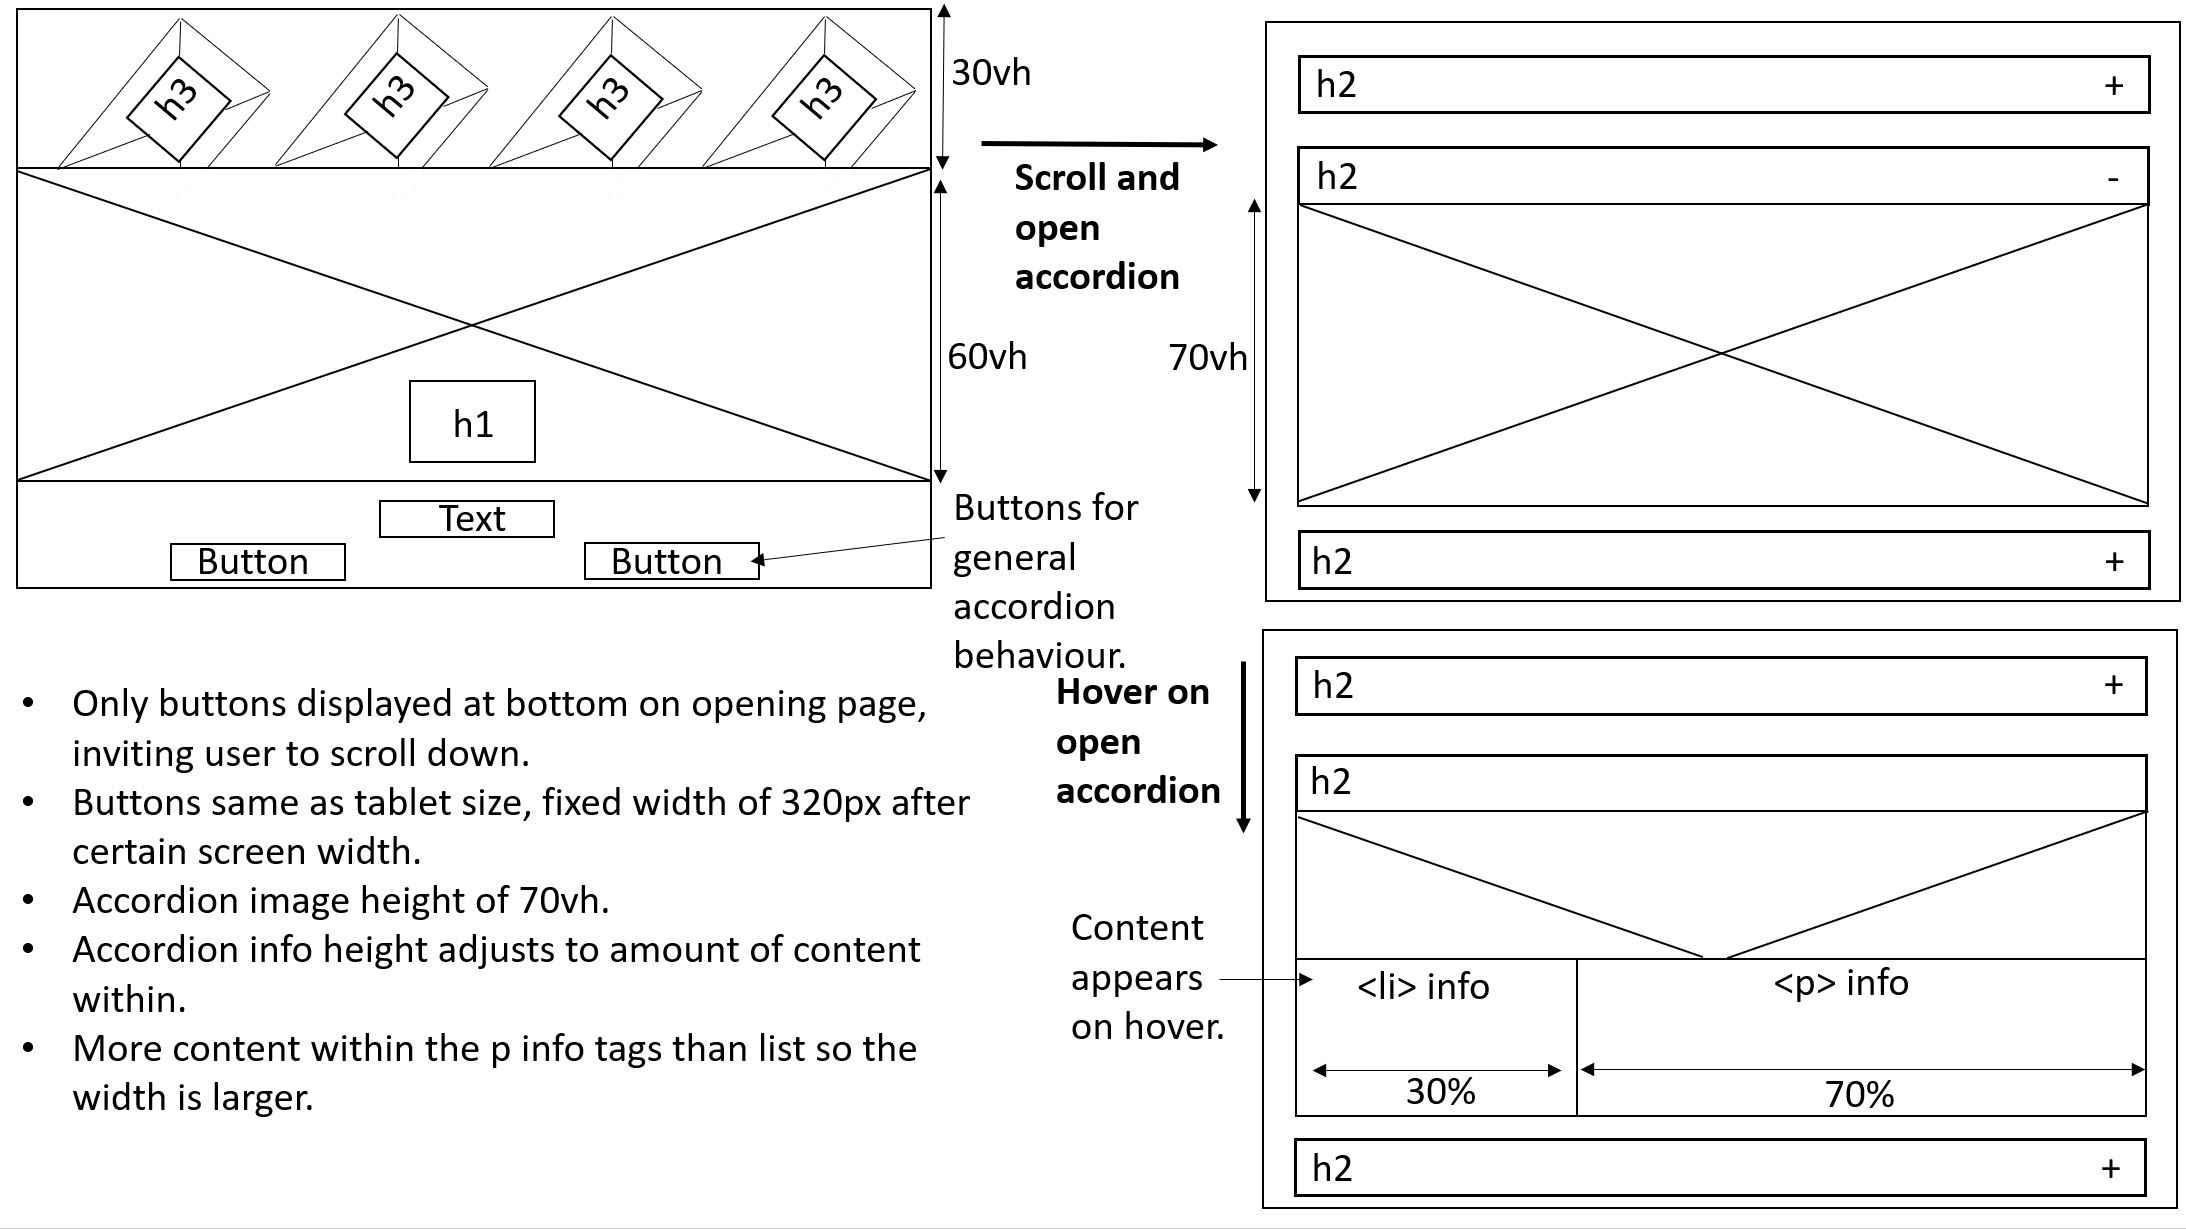 h3
h3
h3
h3
30vh
60vh
h1
Text
Button
Button
Buttons for
general
accordion
behaviour.
Scroll and
open
accordion
h2 +
h2 -
70vh
h2 +
• Only buttons displayed at bottom on opening page,
inviting user to scroll down.
• Buttons same as tablet size, fixed width of 320px after
certain screen width.
• Accordion image height of 70vh.
• Accordion info height adjusts to amount of content
within.
• More content within the p info tags than list so the
width is larger.
Hover on
open
accordion
Content
appears
on hover.
h2 +
h2
<li> info
<p> info
30%
70%
h2 +